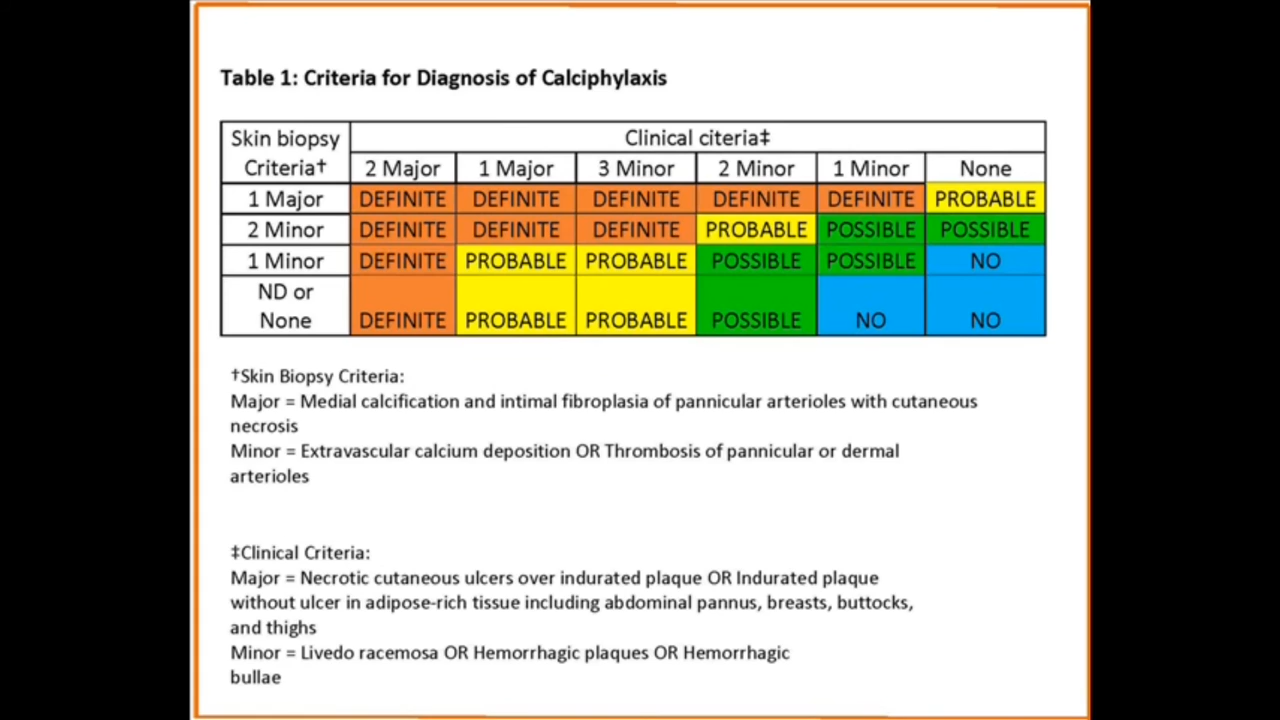 Table 1: Criteria for Diagnosis of Calciphylaxis
Skin biopsy Criteria† Clinical citeria‡
2 Major 1 Major 3 Minor 2 Minor 1 Minor None
1 Major DEFINITE DEFINITE DEFINITE DEFINITE DEFINITE PROBABLE
2 Minor DEFINITE DEFINITE DEFINITE PROBABLE POSSIBLE POSSIBLE
1 Minor DEFINITE PROBABLE PROBABLE POSSIBLE POSSIBLE NO
ND or
None DEFINITE PROBABLE PROBABLE POSSIBLE NO NO
†Skin Biopsy Criteria:
Major = Medial calcification and intimal fibroplasia of pannicular arterioles with cutaneous
necrosis
Minor = Extravascular calcium deposition OR Thrombosis of pannicular or dermal
arterioles
‡Clinical Criteria:
Major = Necrotic cutaneous ulcers over indurated plaque OR Indurated plaque
without ulcer in adipose-rich tissue including abdominal pannus, breasts, buttocks,
and thighs
Minor = Livedo racemosa OR Hemorrhagic plaques OR Hemorrhagic
bullae